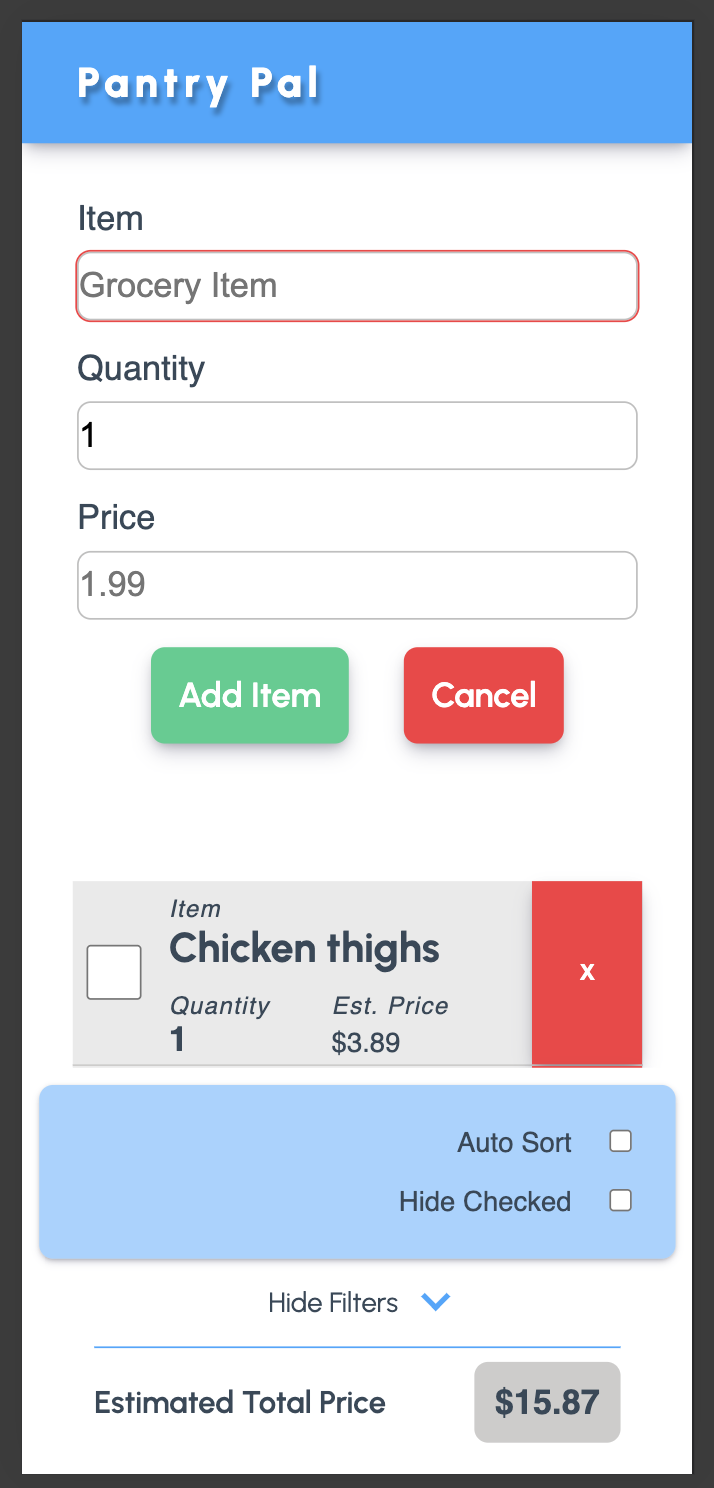 Pantry Pal
Item
Grocery Item
Quantity
1
Price
1.99
Add Item Cancel
Item
Chicken thighs
x
Quantity Est. Price
1 $3.89
Auto Sort
Hide Checked
Hide Filters
Estimated Total Price $15.87